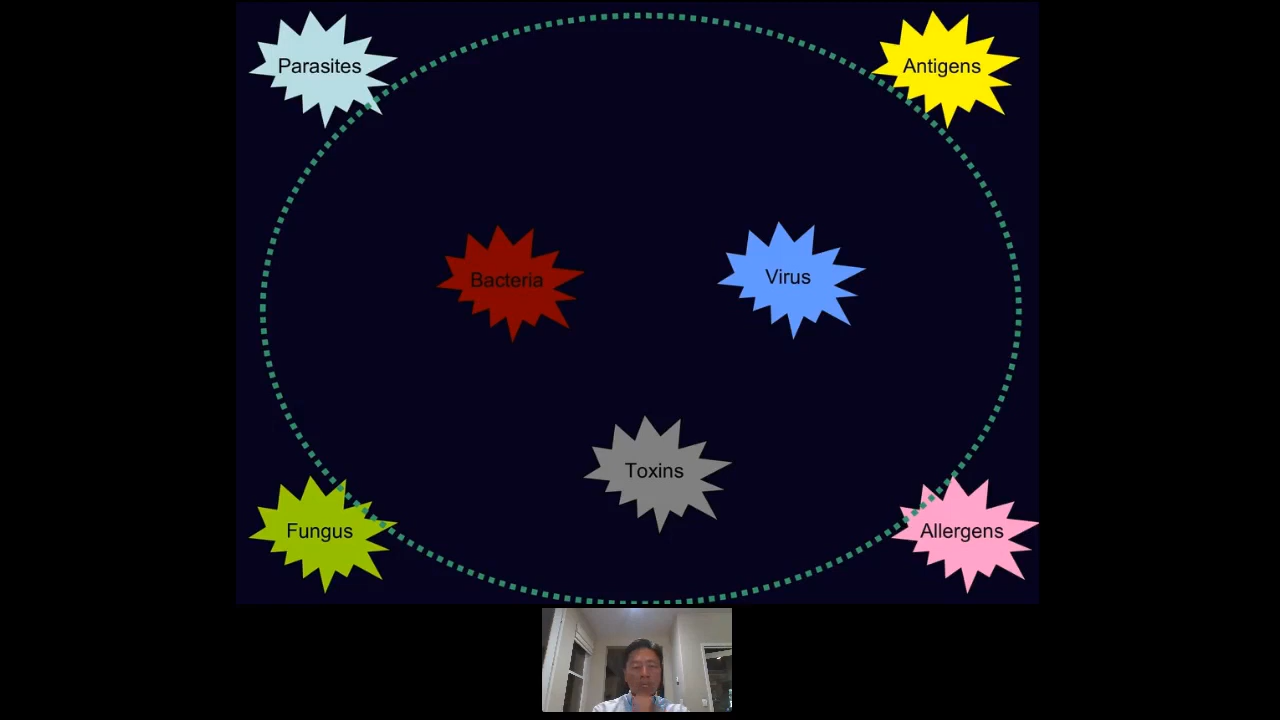 Parasites
Antigens
Bacteria
Virus
Toxins
Fungus
Allergens